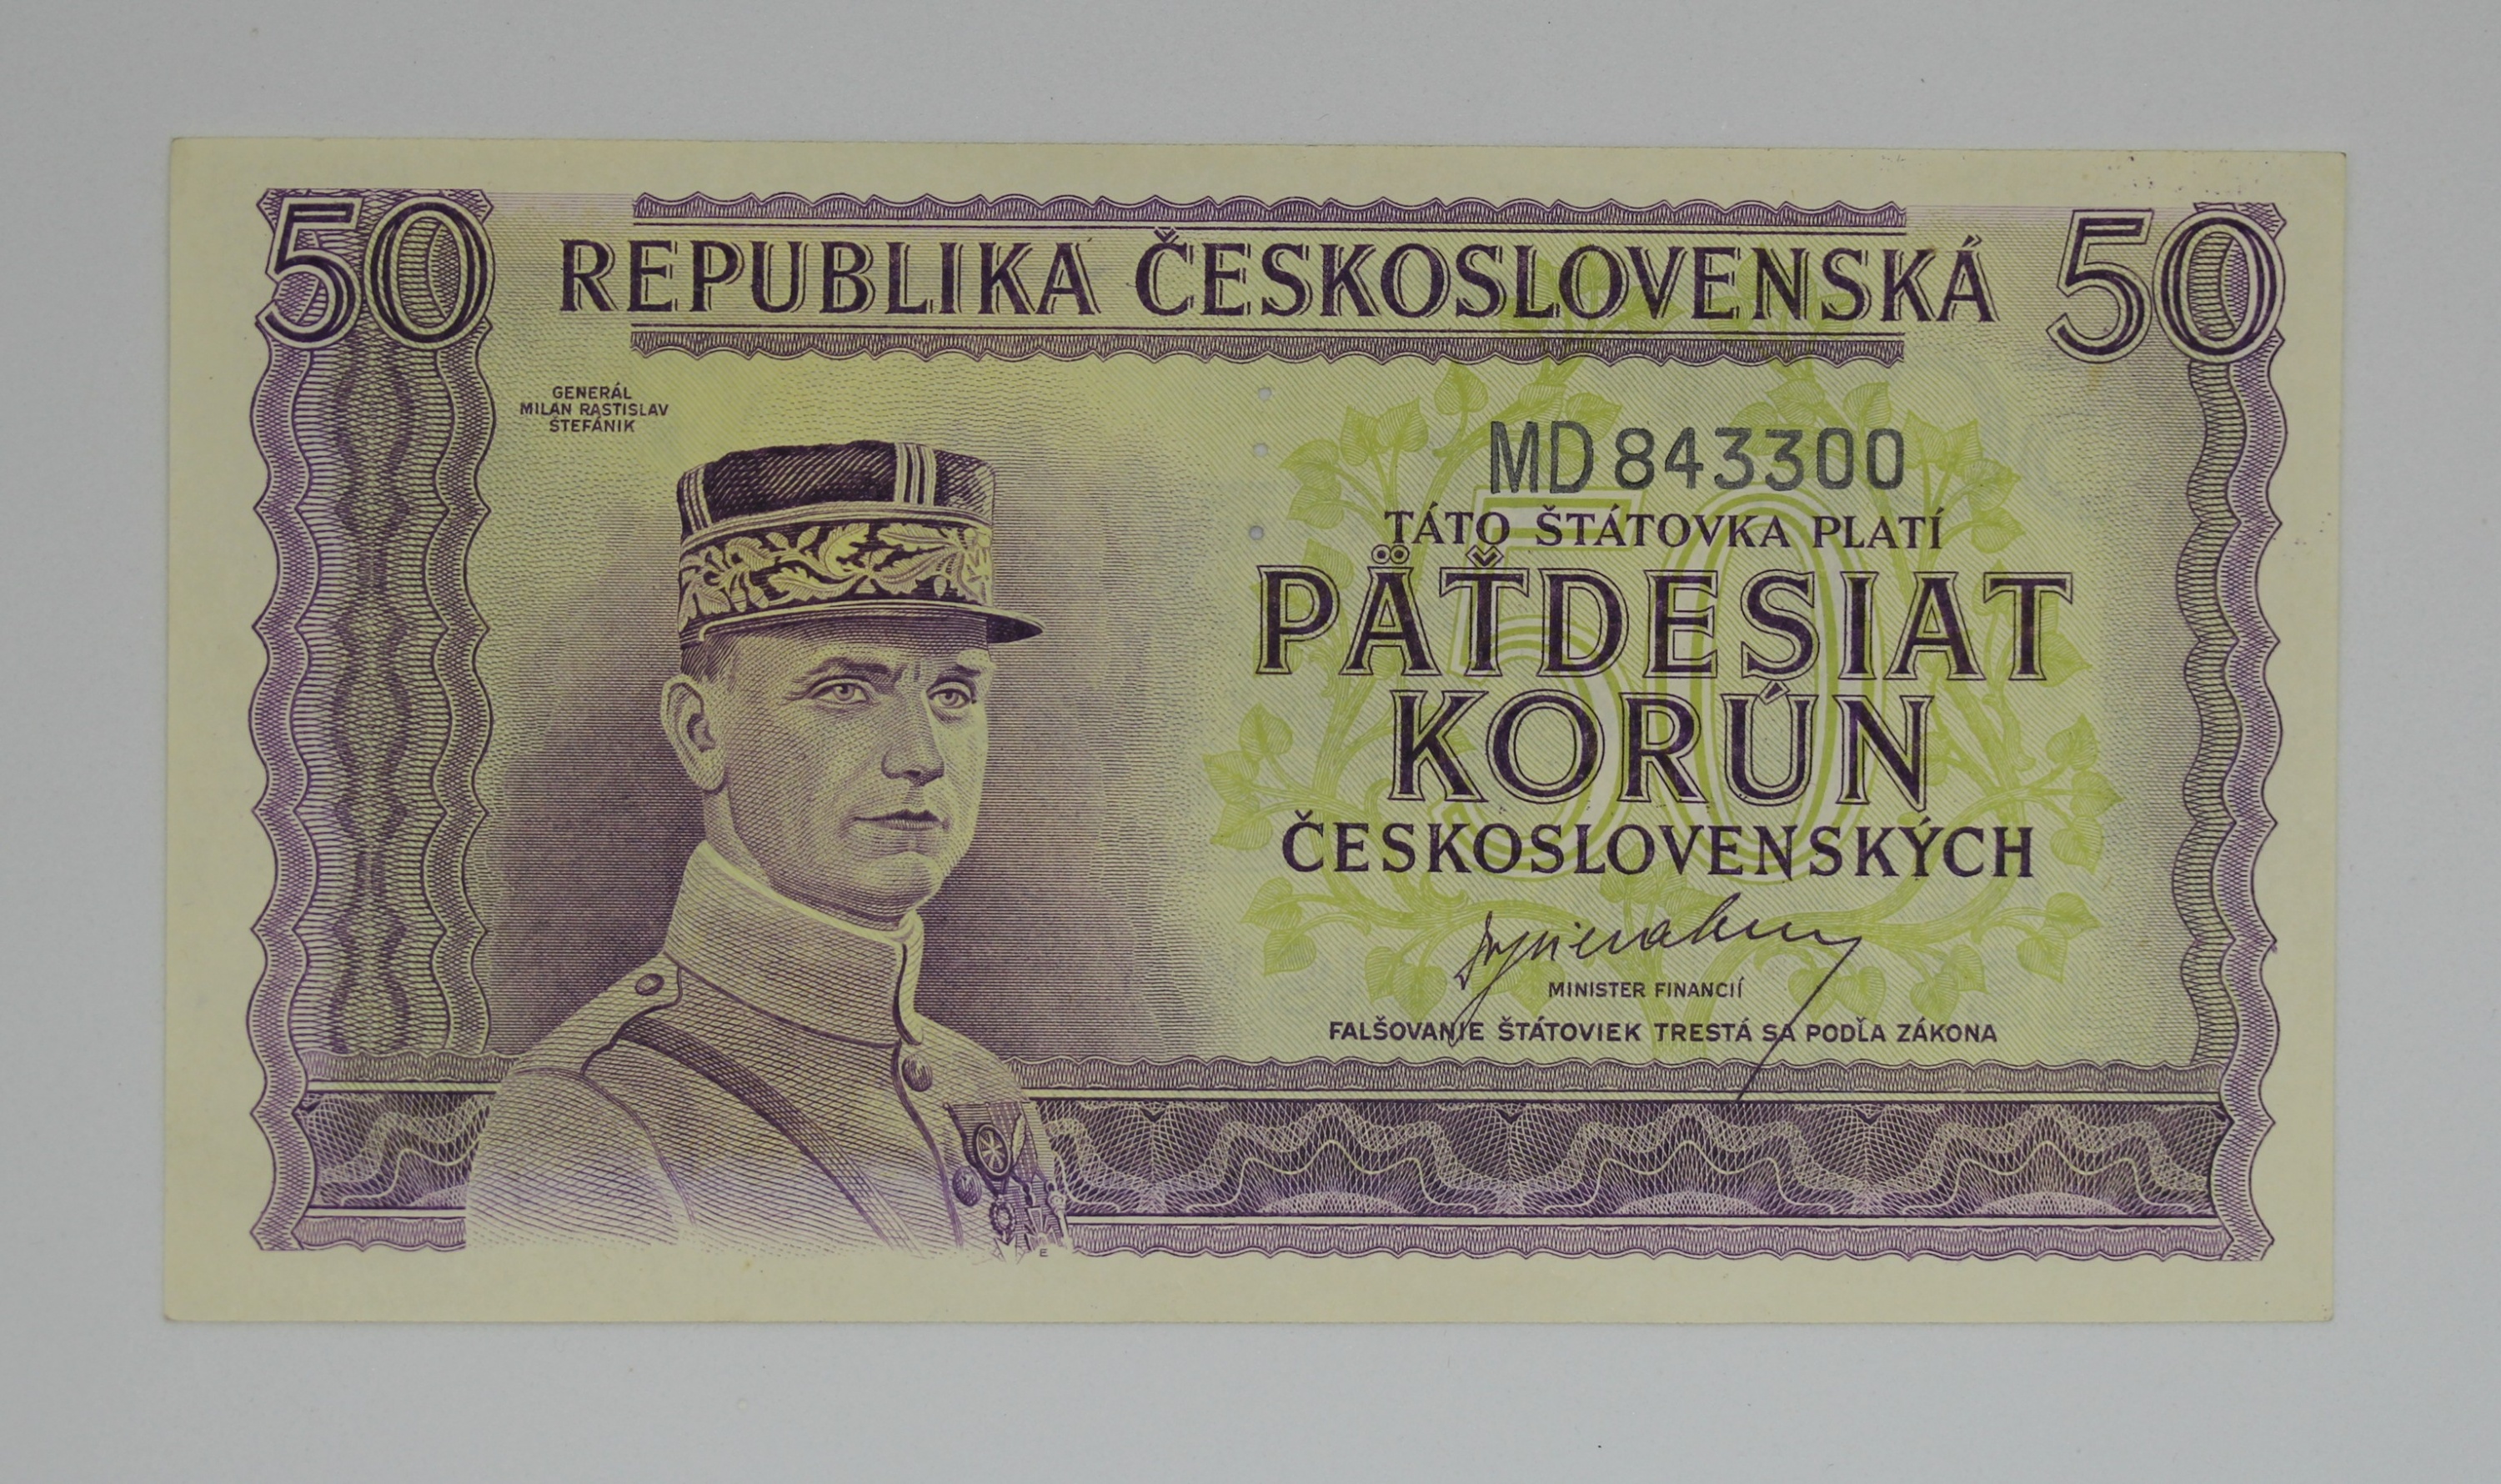 50 REPUBLIKA ČESKOSLOVENSKÁ 50
GENERÁL
MILAN RASTISLAV
ŠTEFÁNIK
MD 843300
TÁTO ŠTÁTOVKA PLATÍ
PÄŤDESIAT
KORÚN
ČESKOSLOVENSKÝCH
MINISTER FINANCIÍ
FALŠOVANIE ŠTÁTOVIEK TRESTÁ SA PODĽA ZÁKONA
50
E